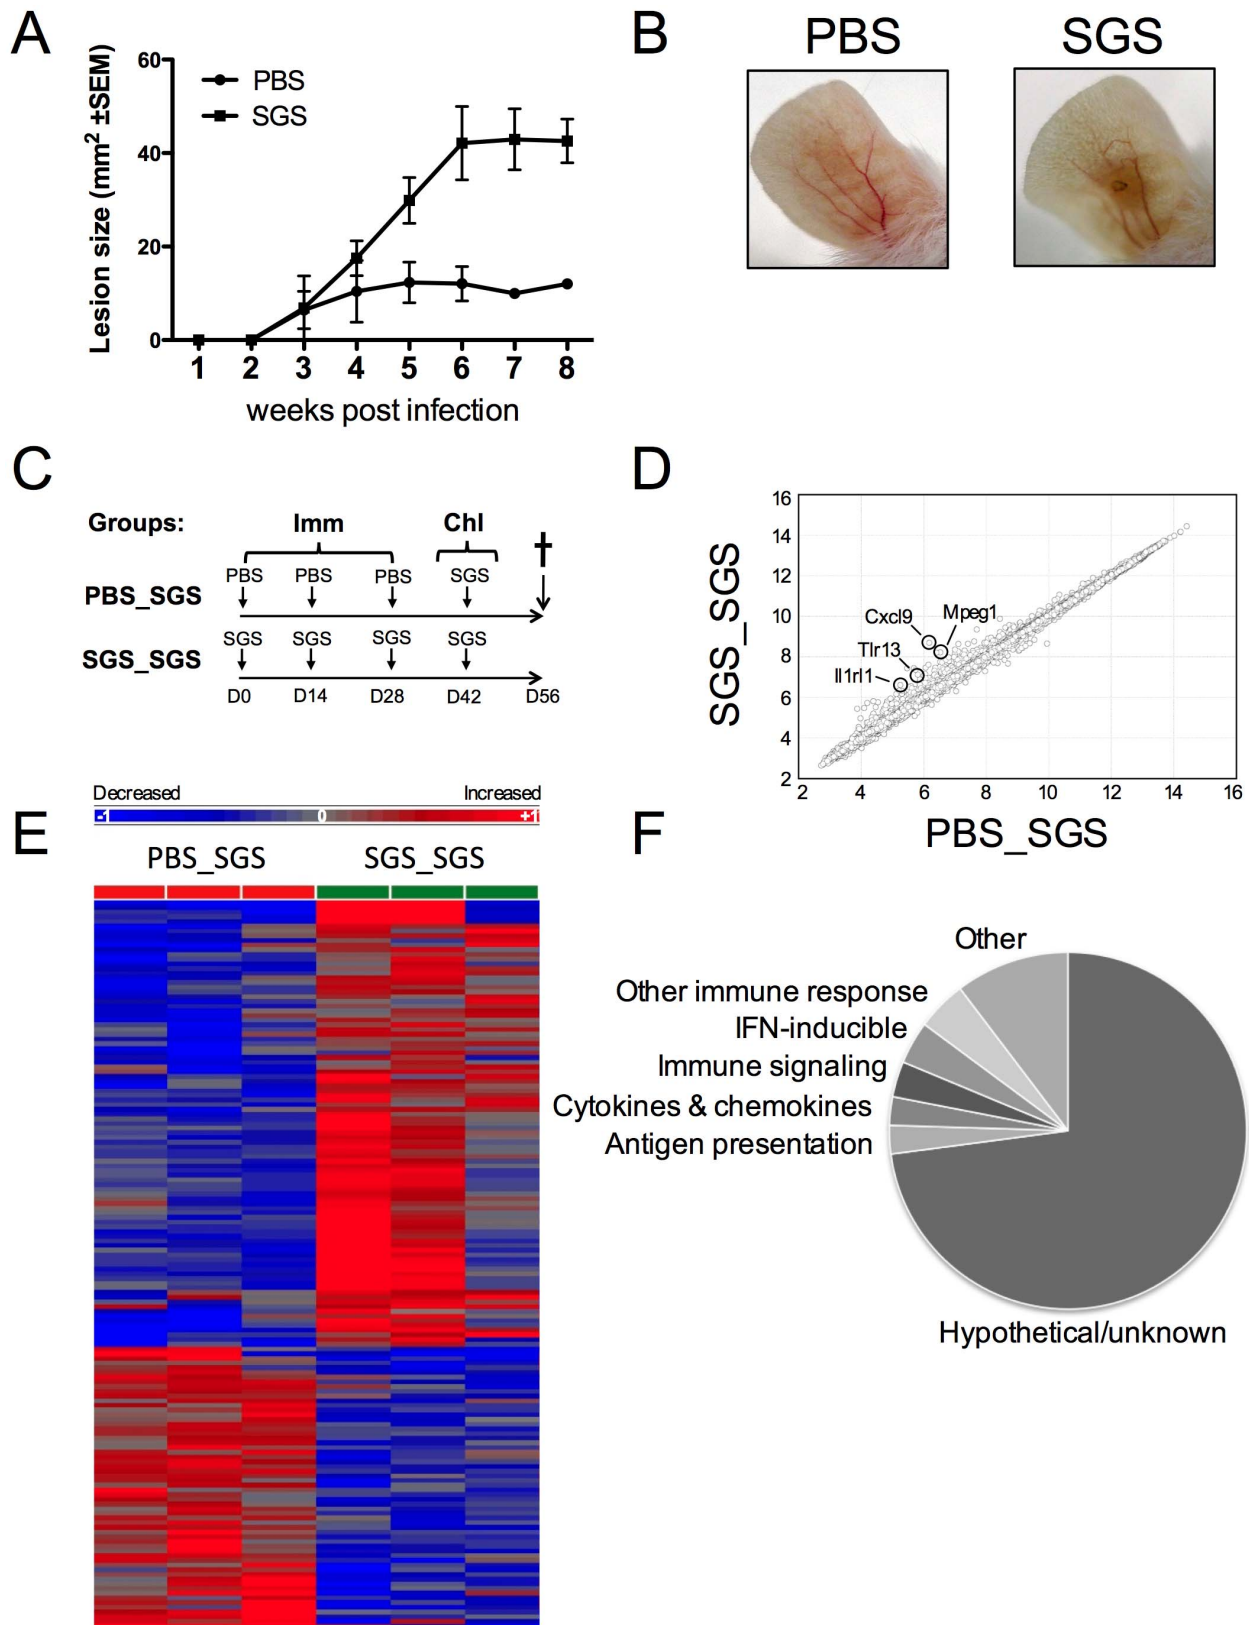 A
Lesion size (mm² ±SEM)
60
40
20
0
PBS
SGS
1 2 3 4 5 6 7 8
weeks post infection
B
PBS SGS
C
Groups: Imm Chl
PBS PBS PBS SGS
PBS_SGS
SGS SGS SGS SGS
SGS_SGS
D0 D14 D28 D42 D56
D
SGS_SGS
16
14
12
10
8
6
4
2
Cxcl9
Mpeg1
Tlr13
Il1rl1
2 4 6 8 10 12 14 16
PBS_SGS
E
Decreased Increased
-1 0 +1
PBS_SGS SGS_SGS
F
Other
Other immune response
IFN-inducible
Immune signaling
Cytokines & chemokines
Antigen presentation
Hypothetical/unknown